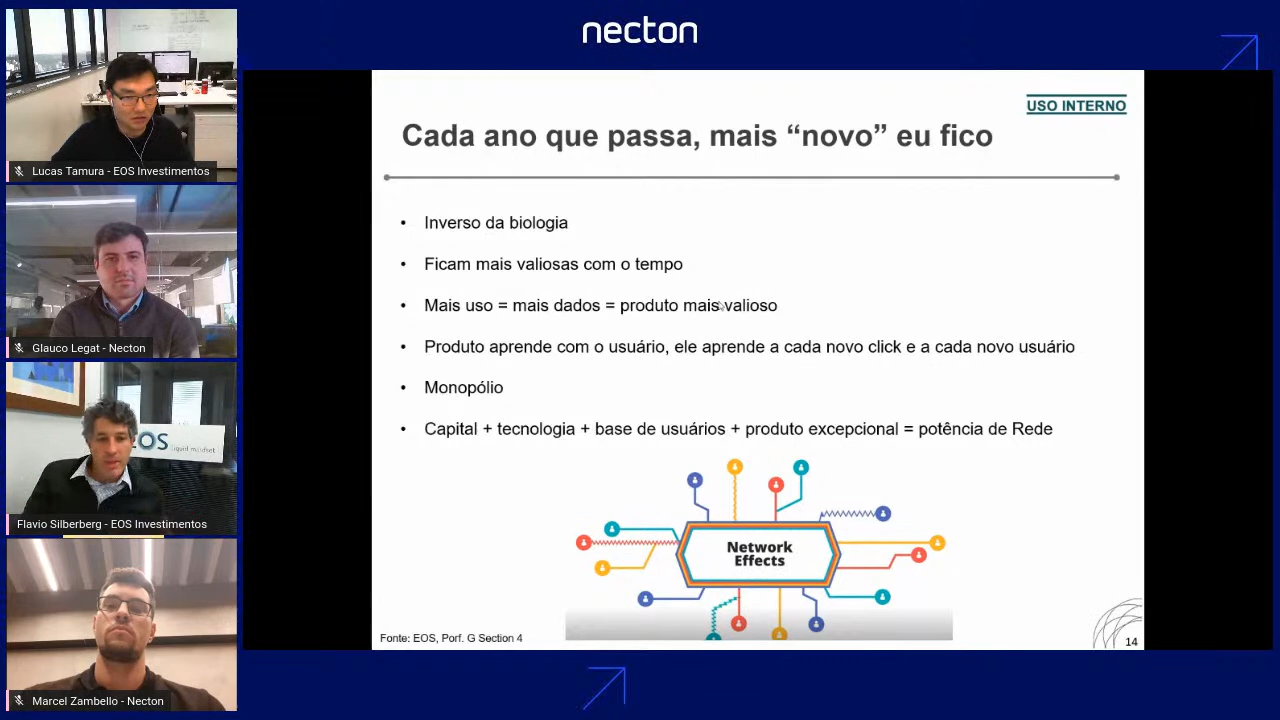 necton
Lucas Tamura - EOS Investimentos
Glauco Legat - Necton
EOS
Liquid mindset
Flavio Silberberg - EOS Investimentos
Marcel Zambello - Necton
USO INTERNO
Cada ano que passa, mais “novo” eu fico
• Inverso da biologia
• Ficam mais valiosas com o tempo
• Mais uso = mais dados = produto mais valioso
• Produto aprende com o usuário, ele aprende a cada novo click e a cada novo usuário
• Monopólio
• Capital + tecnologia + base de usuários + produto excepcional = potência de Rede
Network
Effects
Fonte: EOS, Porf. G Section 4
14